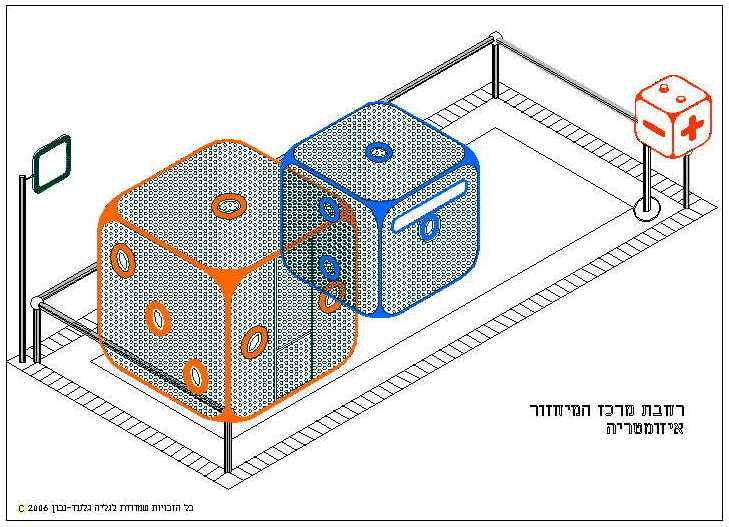 רחבת מרכז המיחזור
איזומטריה
כל הזכויות שמורות לגליה גלעד-נבון 2006 C